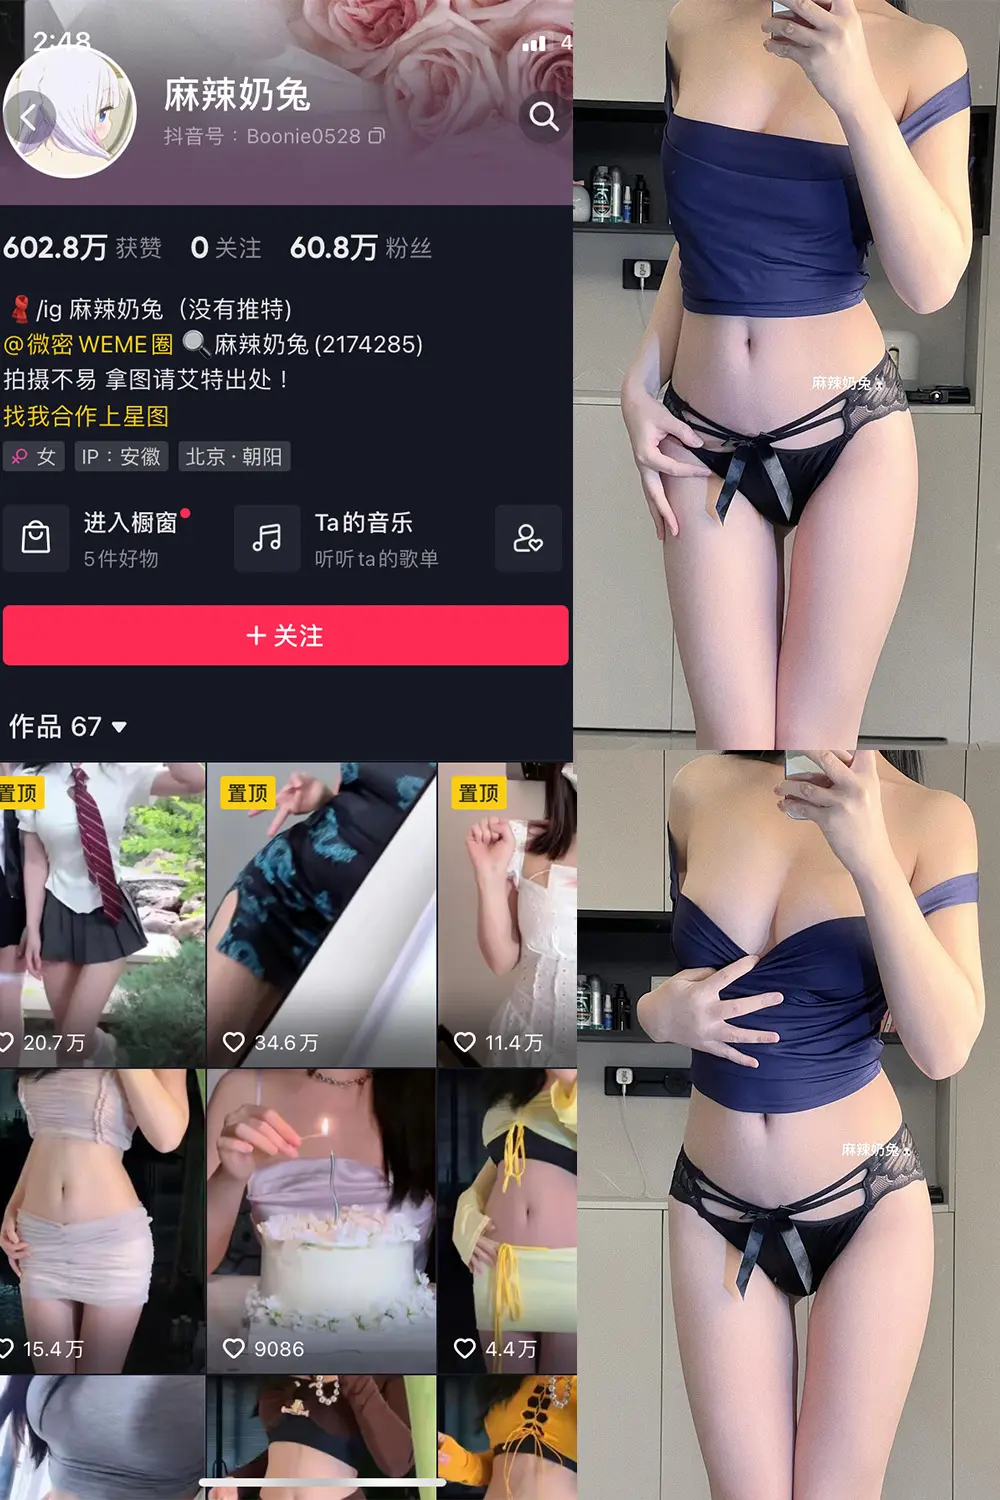 2:48
4
麻辣奶兔
抖音号：Boonie0528
602.8万 获赞 0 关注 60.8万 粉丝
/ig 麻辣奶兔（没有推特)
@微密 WEME圈 麻辣奶兔(2174285)
拍摄不易 拿图请艾特出处！
找我合作上星图
女 IP：安徽 北京·朝阳
进入橱窗 Ta的音乐
5件好物 听听ta的歌单
+ 关注
作品 67
置顶 置顶 置顶
20.7万 34.6万 11.4万
15.4万 9086 4.4万
麻辣奶兔
麻辣奶兔